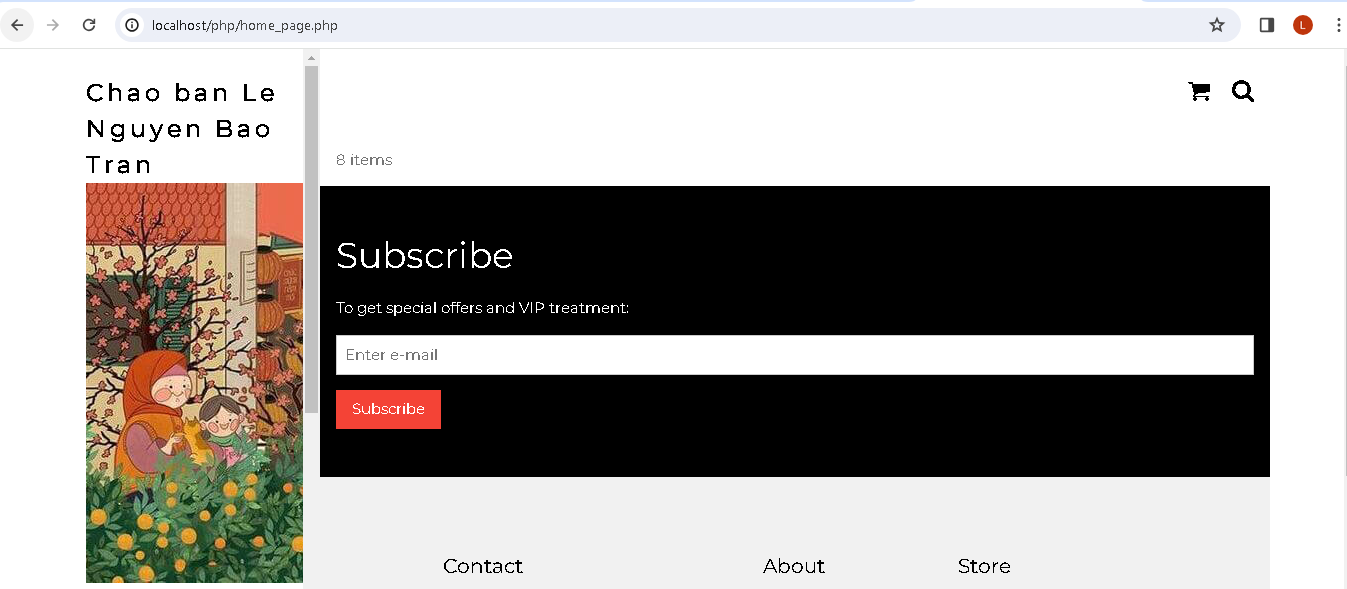 localhost/php/home_page.php
L
Chao ban Le
Nguyen Bao
Tran
8 items
Subscribe
To get special offers and VIP treatment:
Enter e-mail
Subscribe
Contact
About
Store